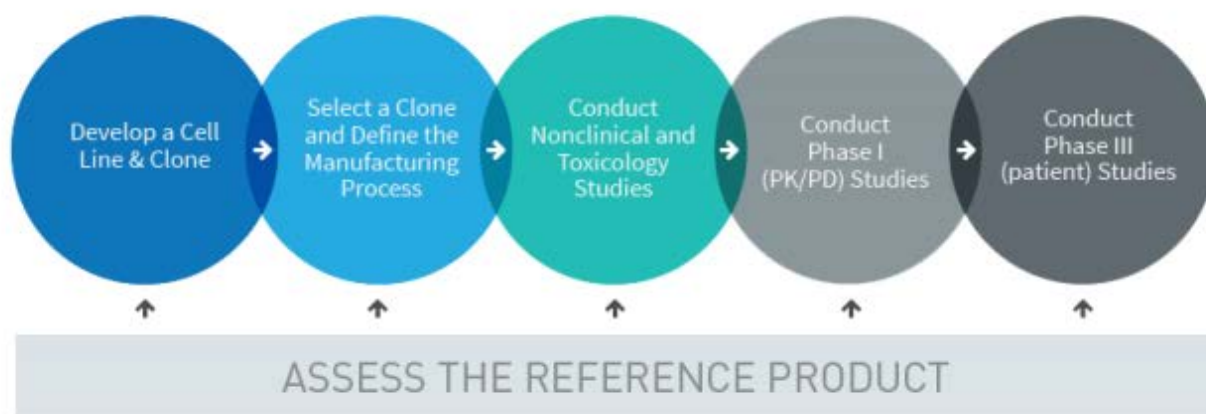 Develop a Cell
Line & Clone
Select a Clone
and Define the
Manufacturing
Process
Conduct
Nonclinical and
Toxicology
Studies
Conduct
Phase I
(PK/PD) Studies
Conduct
Phase III
(patient) Studies
ASSESS THE REFERENCE PRODUCT